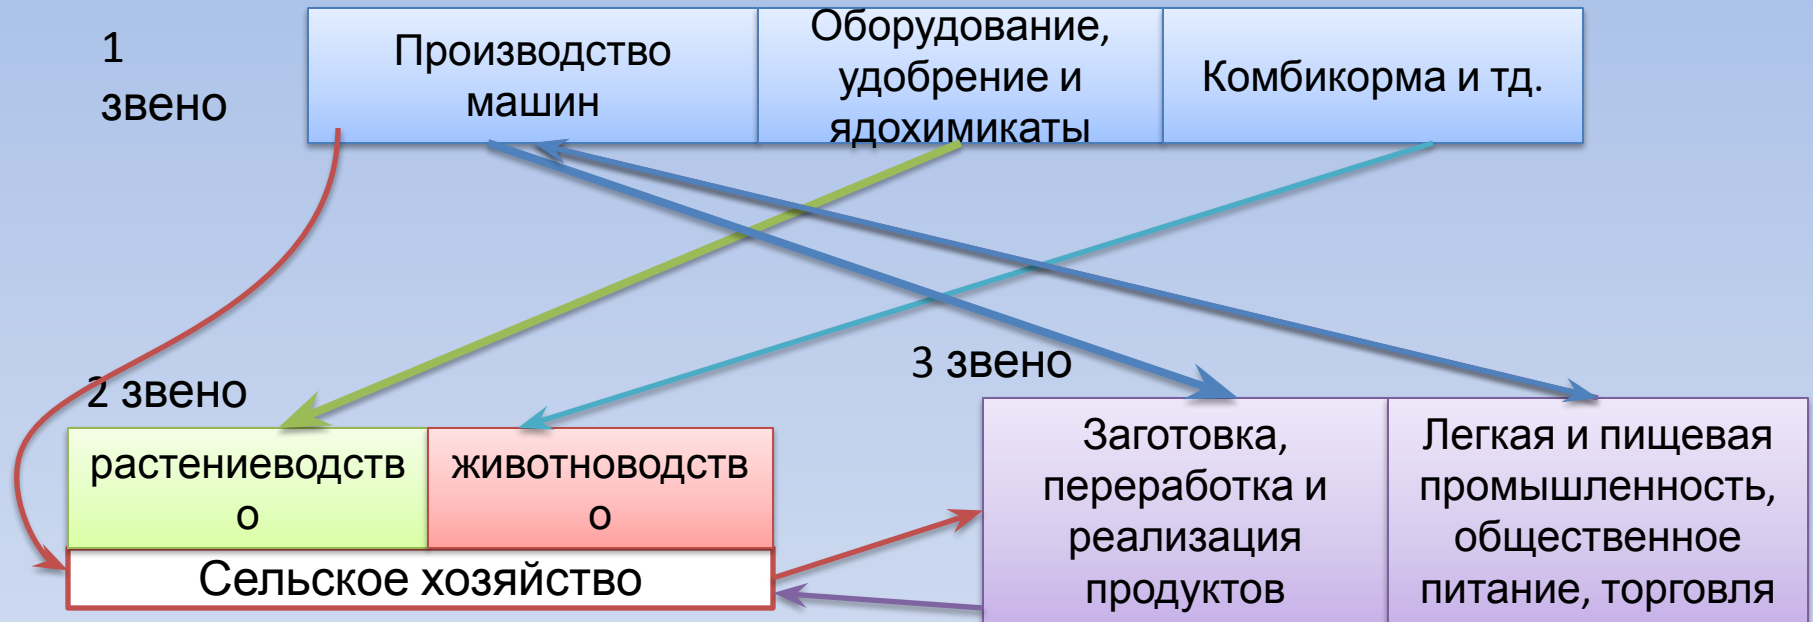 1
звено
Производство
машин
Оборудование,
удобрение и
ядохимикаты
Комбикорма и тд.
2 звено
3 звено
растениеводств
о
животноводств
о
Сельское хозяйство
Заготовка,
переработка и
реализация
продуктов
Легкая и пищевая
промышленность,
общественное
питание, торговля